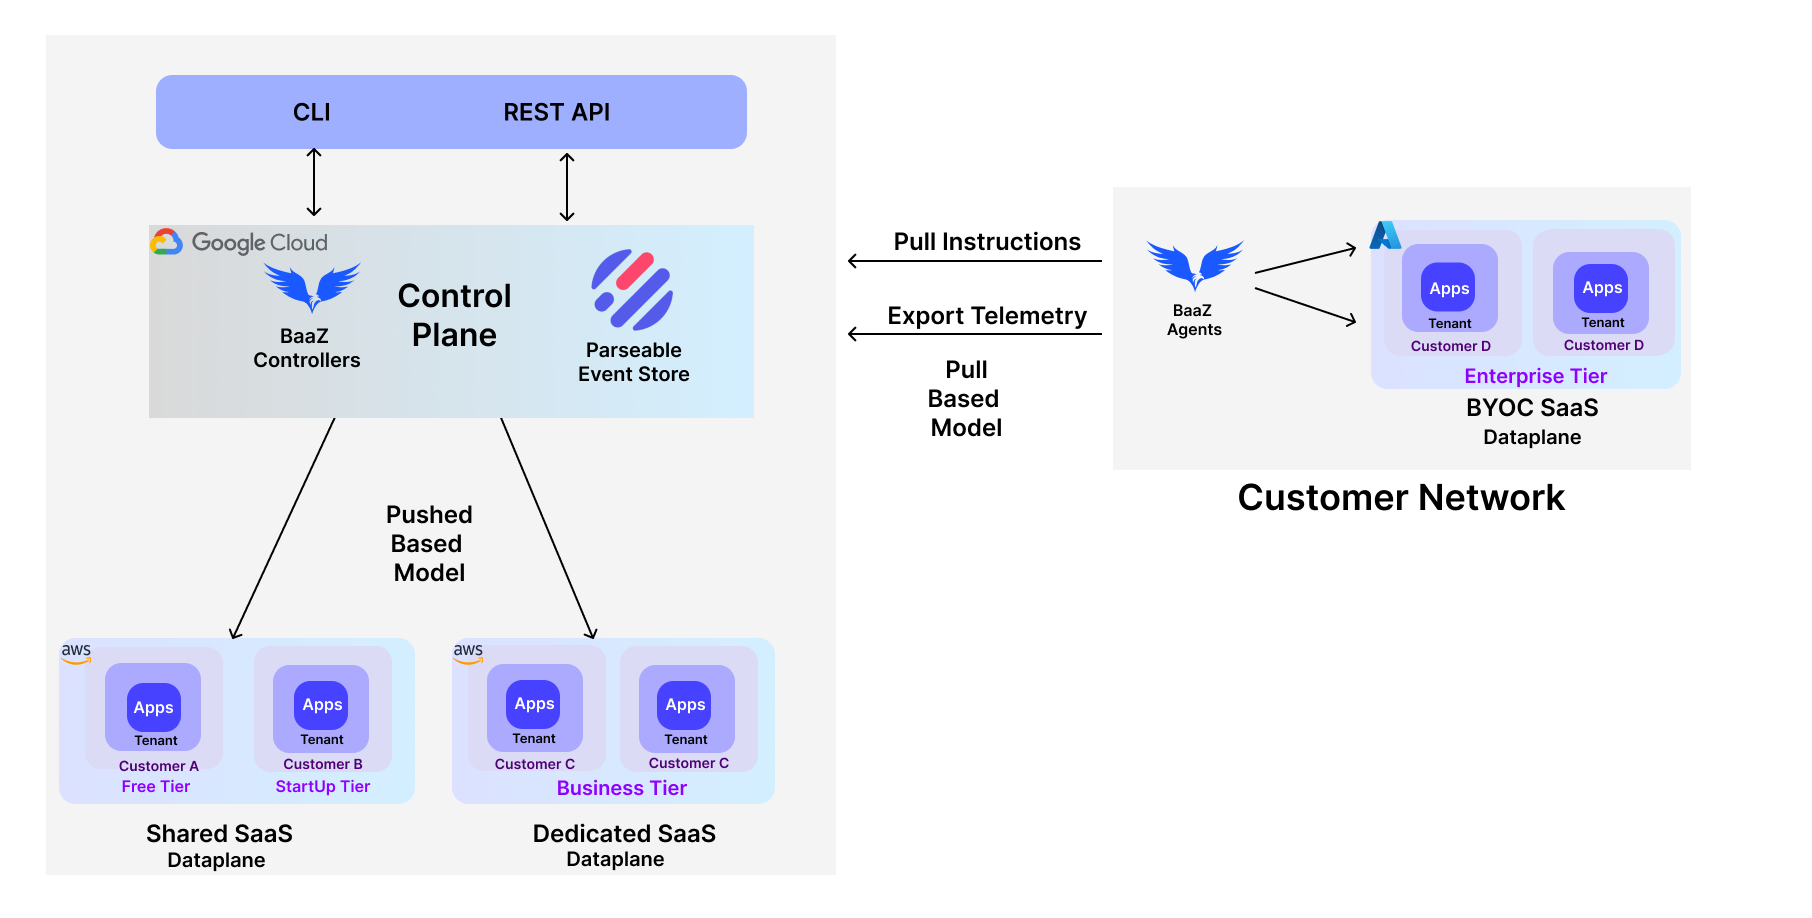 CLI
REST API
Google Cloud
BaaZ
Controllers
Control
Plane
Parseable
Event Store
Pushed
Based
Model
aws
Apps
Tenant
Customer A
Free Tier
Apps
Tenant
Customer B
StartUp Tier
Shared SaaS
Dataplane
aws
Apps
Tenant
Customer C
Apps
Tenant
Customer C
Business Tier
Dedicated SaaS
Dataplane
Pull Instructions
Export Telemetry
Pull
Based
Model
BaaZ
Agents
Apps
Tenant
Customer D
Apps
Tenant
Customer D
Enterprise Tier
BYOC SaaS
Dataplane
Customer Network